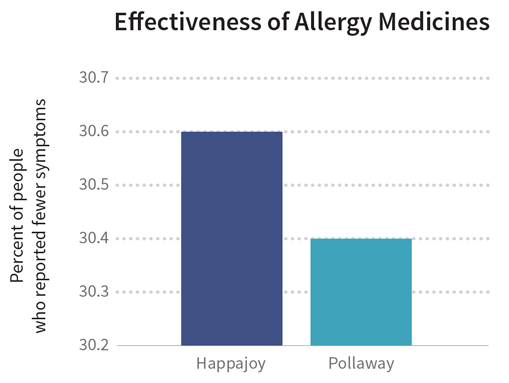 Effectiveness of Allergy Medicines
Percent of people
who reported fewer symptoms
30.7
30.6
30.5
30.4
30.3
30.2
Happajoy
Pollaway